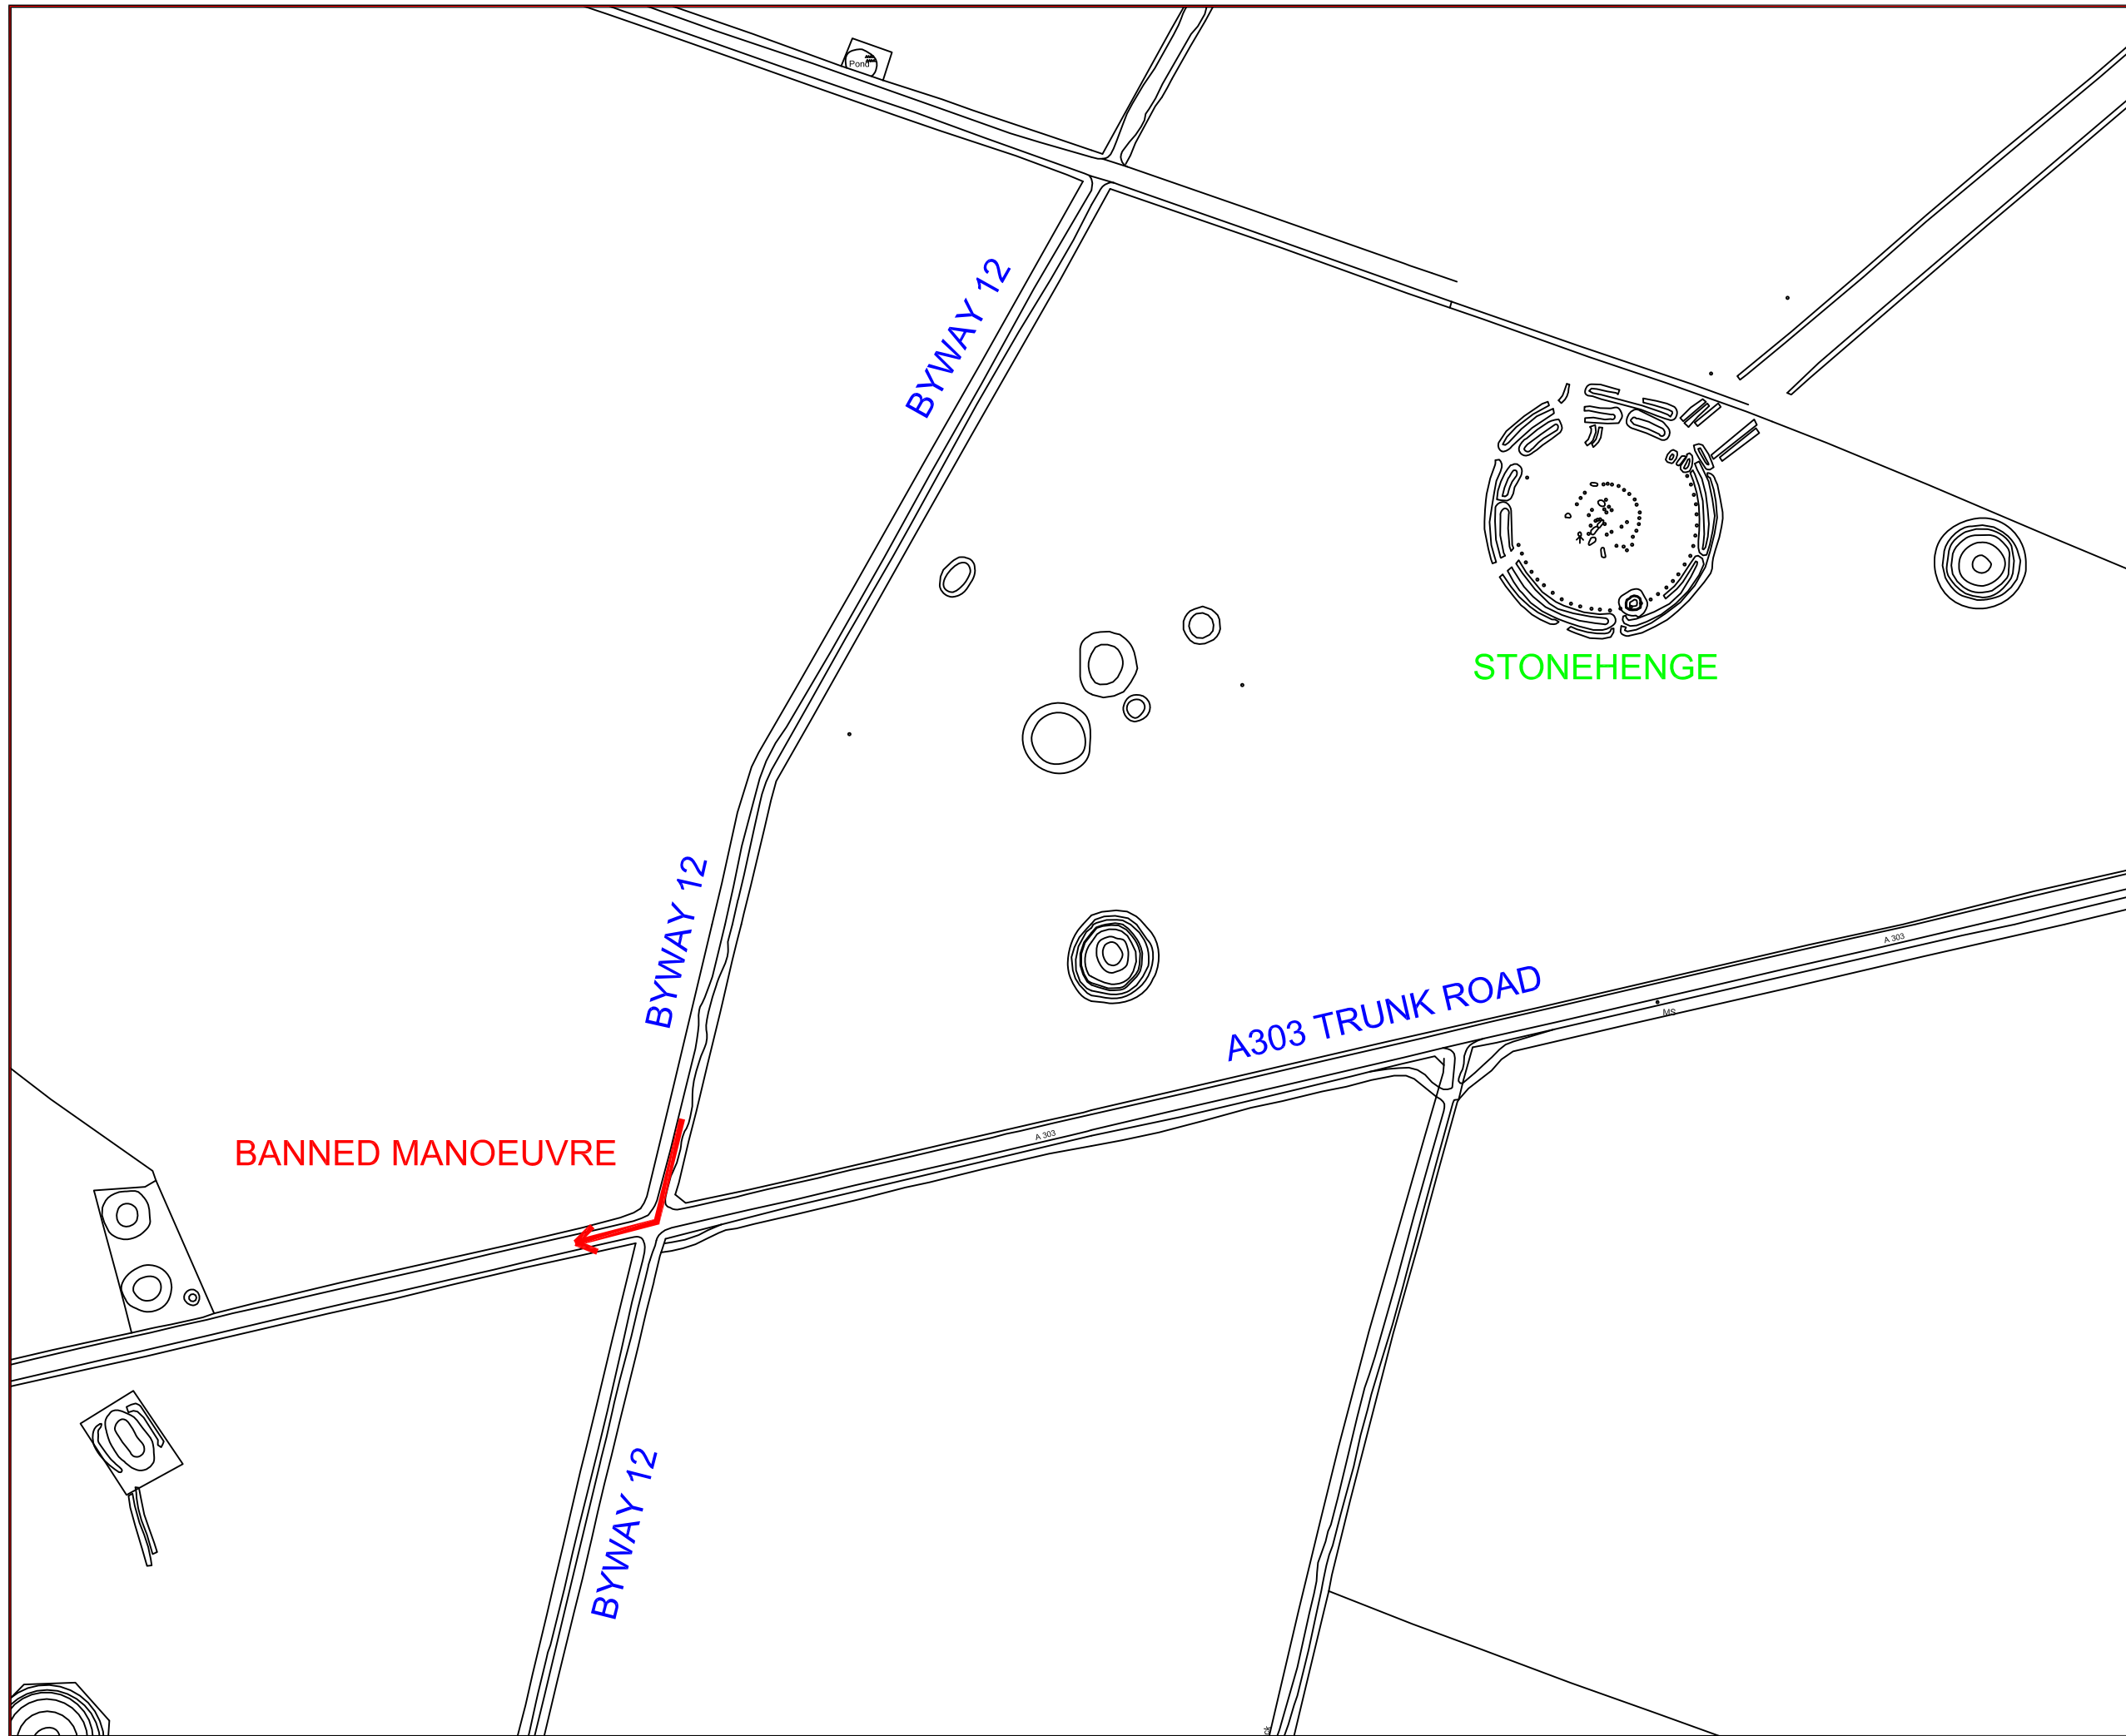 Pond
BYWAY 12
STONEHENGE
BYWAY 12
A 303
A303 TRUNK ROAD
MS
A 303
BANNED MANOEUVRE
BYWAY 12